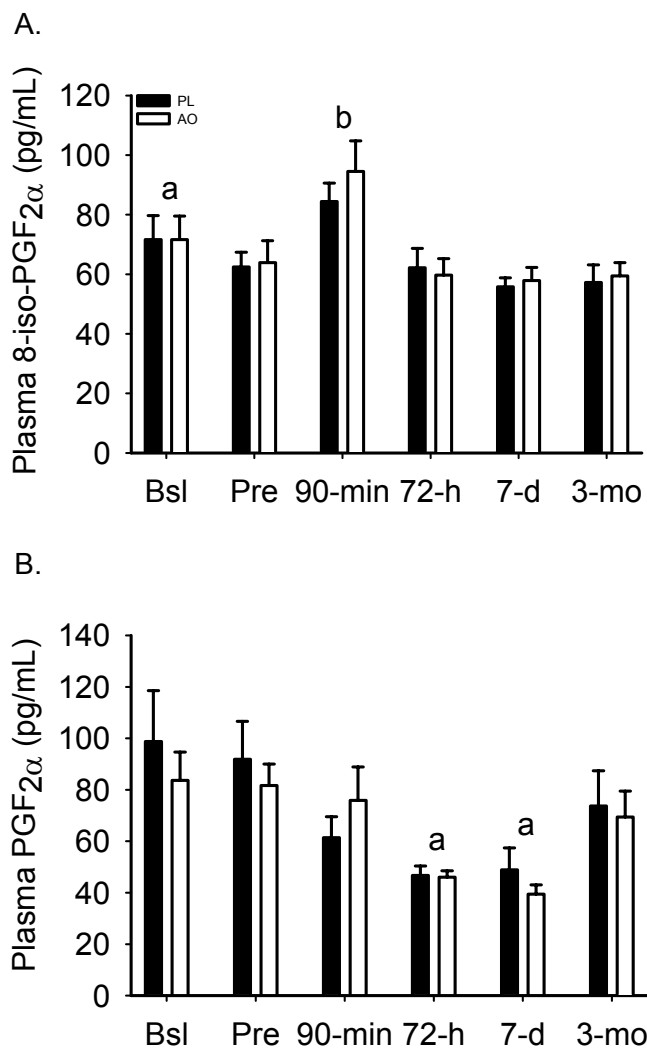 A.
Plasma 8-iso-PGF2α (pg/mL)
120
100
80
60
40
20
0
PL
AO
a
b
Bsl Pre 90-min 72-h 7-d 3-mo
B.
Plasma PGF2α (pg/mL)
140
120
100
80
60
40
20
0
a a
Bsl Pre 90-min 72-h 7-d 3-mo